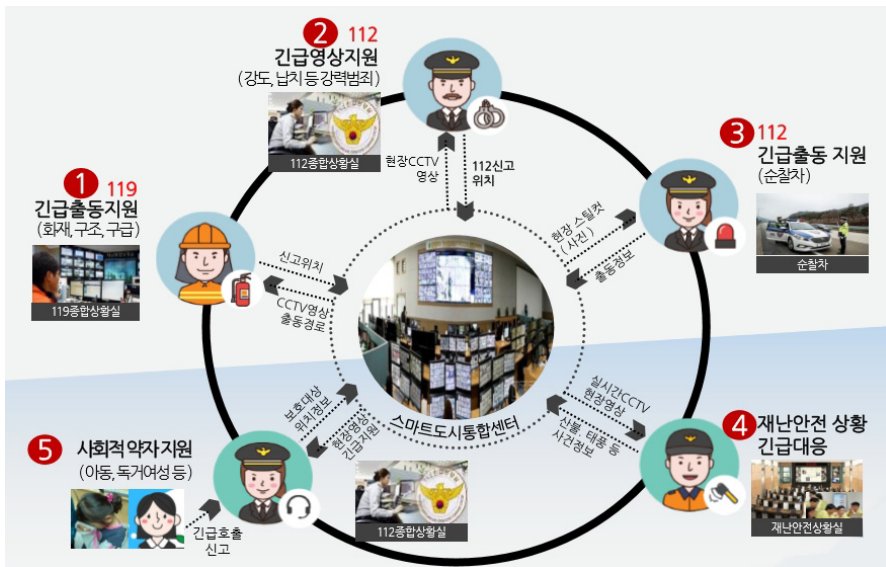 1 119
긴급출동지원
(화재, 구조, 구급)
119종합상황실
신고위치
CCTV영상
출동경로
2 112
긴급영상지원
(강도, 납치 등 강력범죄)
112종합상황실
현장CCTV
영상
112신고
위치
3 112
긴급출동 지원
(순찰차)
순찰차
현장 스틸컷
(사진)
출동정보
4 재난안전 상황
긴급대응
재난안전상황실
실시간CCTV
현장영상
산불, 태풍 등
사건정보
5 사회적 약자 지원
(아동, 독거여성 등)
긴급호출
신고
보호대상
위치정보
현장영상
긴급지원
112종합상황실
스마트도시통합센터